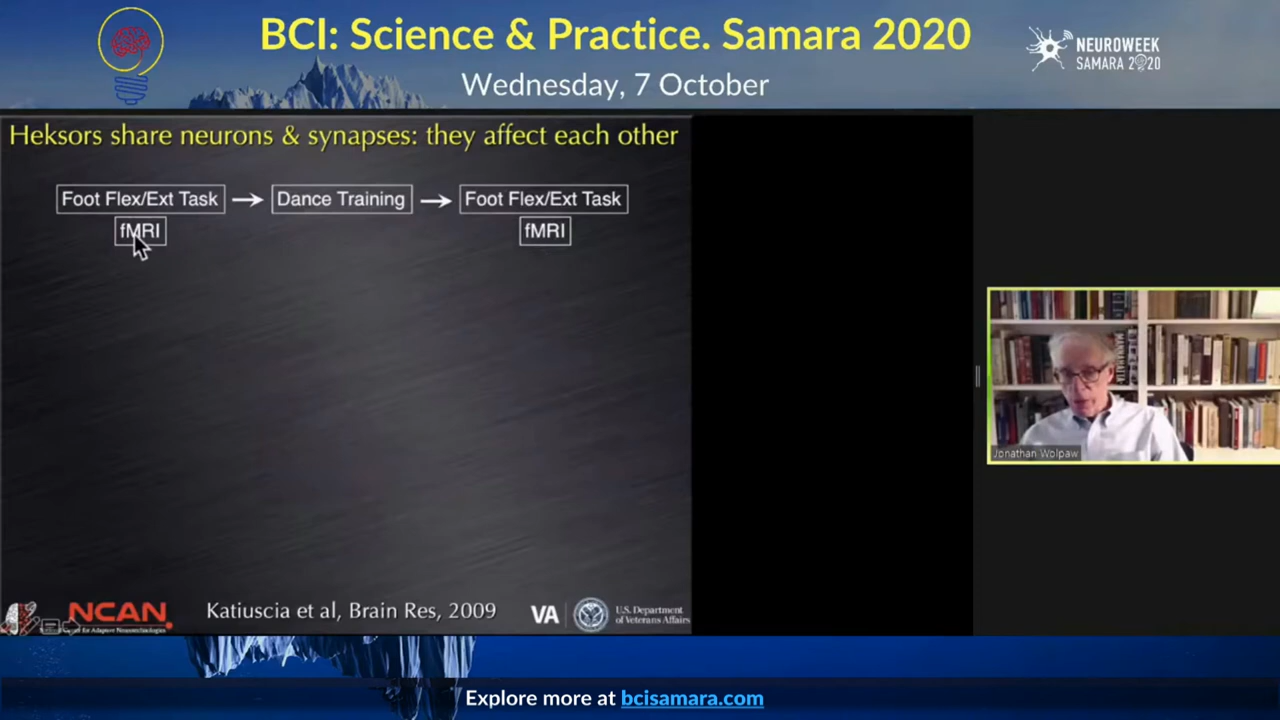 BCI: Science & Practice. Samara 2020
Wednesday, 7 October
NEUROWEEK
SAMARA 2020
Heksors share neurons & synapses: they affect each other
Foot Flex/Ext Task
Dance Training
Foot Flex/Ext Task
fMRI
fMRI
Jonathan Wolpaw
NCAN
Katiuscia et al, Brain Res, 2009
VA
U.S. Department
of Veterans Affairs
Explore more at bcisamara.com